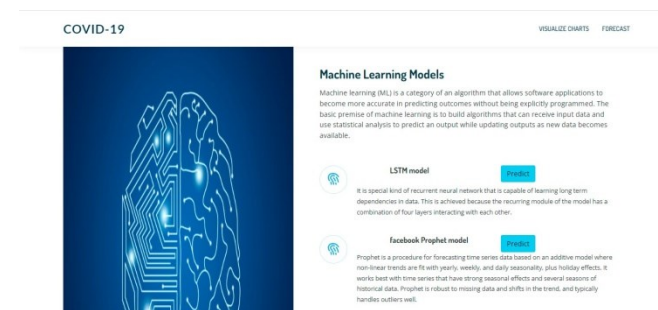 COVID-19
VISUALIZE CHARTS FORECAST
Machine Learning Models
Machine learning (ML) is a category of an algorithm that allows software applications to
become more accurate in predicting outcomes without being explicitly programmed. The
basic premise of machine learning is to build algorithms that can receive input data and
use statistical analysis to predict an output while updating outputs as new data becomes
available.
LSTM model Predict
It is special kind of recurrent neural network that is capable of learning long term
dependencies in data. This is achieved because the recurring module of the model has a
combination of four layers interacting with each other.
facebook Prophet model Predict
Prophet is a procedure for forecasting time series data based on an additive model where
non-linear trends are fit with yearly, weekly, and daily seasonality, plus holiday effects. It
works best with time series that have strong seasonal effects and several seasons of
historical data. Prophet is robust to missing data and shifts in the trend, and typically
handles outliers well.